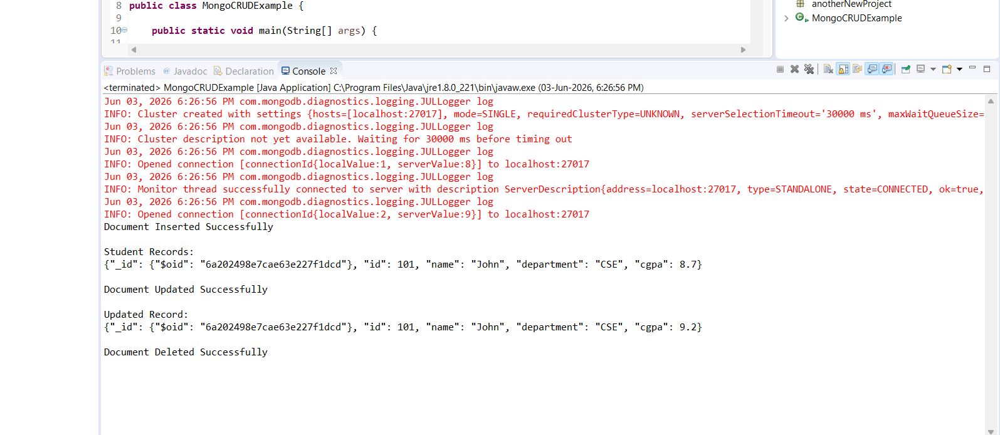 8 public class MongoCRUDExample {
9
10 public static void main(String[] args) {
11
anotherNewProject
MongoCRUDExample
Problems @ Javadoc Declaration Console
<terminated> MongoCRUDExample [Java Application] C:\Program Files\Java\jre1.8.0_221\bin\javaw.exe (03-Jun-2026, 6:26:56 PM)
Jun 03, 2026 6:26:56 PM com.mongodb.diagnostics.logging.JULLogger log
INFO: Cluster created with settings {hosts=[localhost:27017], mode=SINGLE, requiredClusterType=UNKNOWN, serverSelectionTimeout='30000 ms', maxWaitQueueSize=
Jun 03, 2026 6:26:56 PM com.mongodb.diagnostics.logging.JULLogger log
INFO: Cluster description not yet available. Waiting for 30000 ms before timing out
Jun 03, 2026 6:26:56 PM com.mongodb.diagnostics.logging.JULLogger log
INFO: Opened connection [connectionId{localValue:1, serverValue:8}] to localhost:27017
Jun 03, 2026 6:26:56 PM com.mongodb.diagnostics.logging.JULLogger log
INFO: Monitor thread successfully connected to server with description ServerDescription{address=localhost:27017, type=STANDALONE, state=CONNECTED, ok=true,
Jun 03, 2026 6:26:56 PM com.mongodb.diagnostics.logging.JULLogger log
INFO: Opened connection [connectionId{localValue:2, serverValue:9}] to localhost:27017
Document Inserted Successfully
Student Records:
{"_id": {"$oid": "6a202498e7cae63e227f1dcd"}, "id": 101, "name": "John", "department": "CSE", "cgpa": 8.7}
Document Updated Successfully
Updated Record:
{"_id": {"$oid": "6a202498e7cae63e227f1dcd"}, "id": 101, "name": "John", "department": "CSE", "cgpa": 9.2}
Document Deleted Successfully